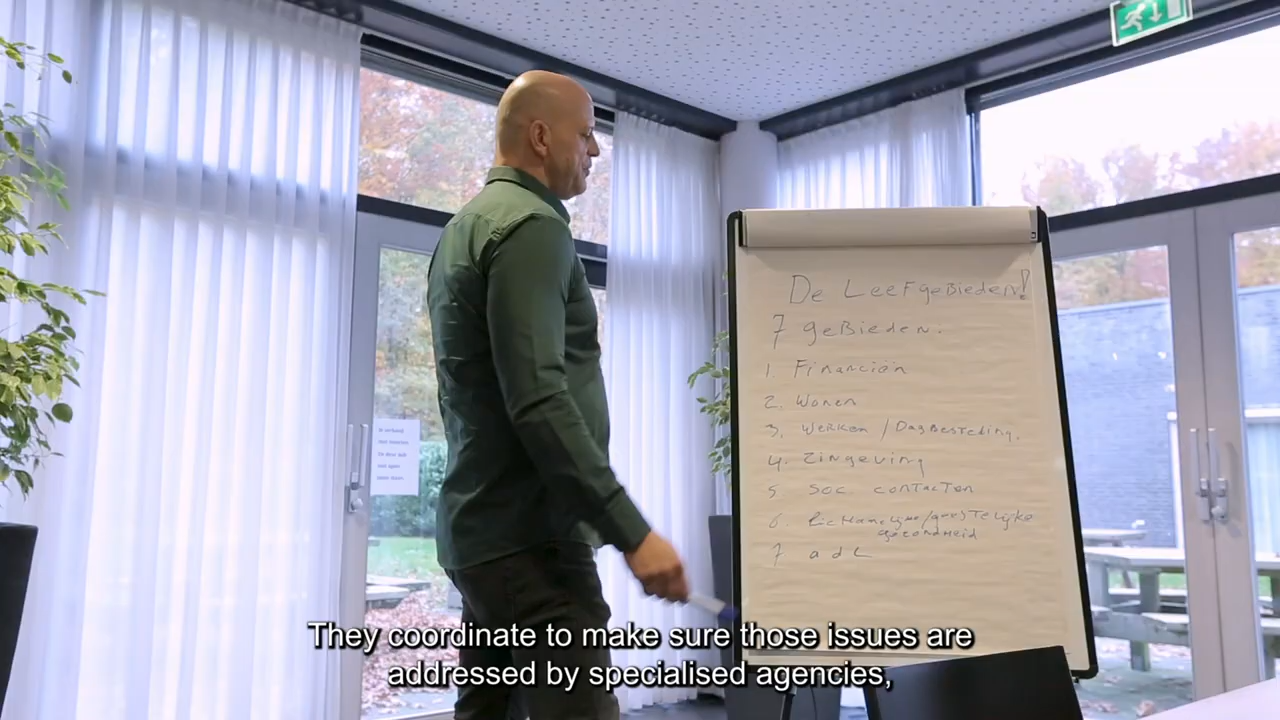 De Leefgebieden!
7 gebieden:
1. Financiën
2. Wonen
3. Werken / Dagbesteding.
4. Zingeving
5. Soc. contacten
6. Lichamelijke/geestelijke
gezondheid
7. adl
They coordinate to make sure those issues are
addressed by specialised agencies,